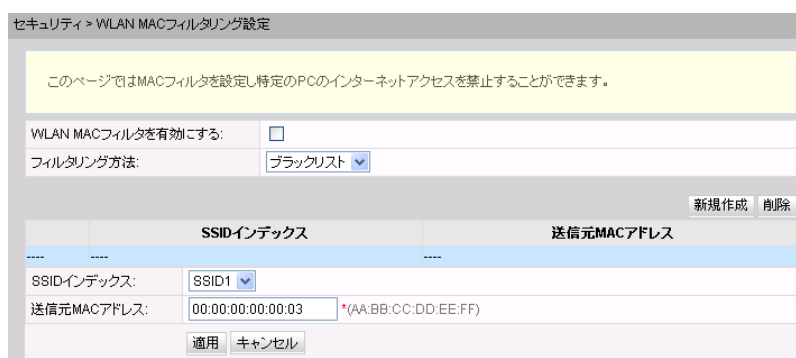 セキュリティ > WLAN MACフィルタリング設定
このページではMACフィルタを設定し特定のPCのインターネットアクセスを禁止することができます。
WLAN MACフィルタを有効にする:
フィルタリング方法: ブラックリスト
新規作成 削除
SSIDインデックス 送信元MACアドレス
---- ---- ----
SSIDインデックス: SSID1
送信元MACアドレス: 00:00:00:00:00:03 *(AA:BB:CC:DD:EE:FF)
適用 キャンセル